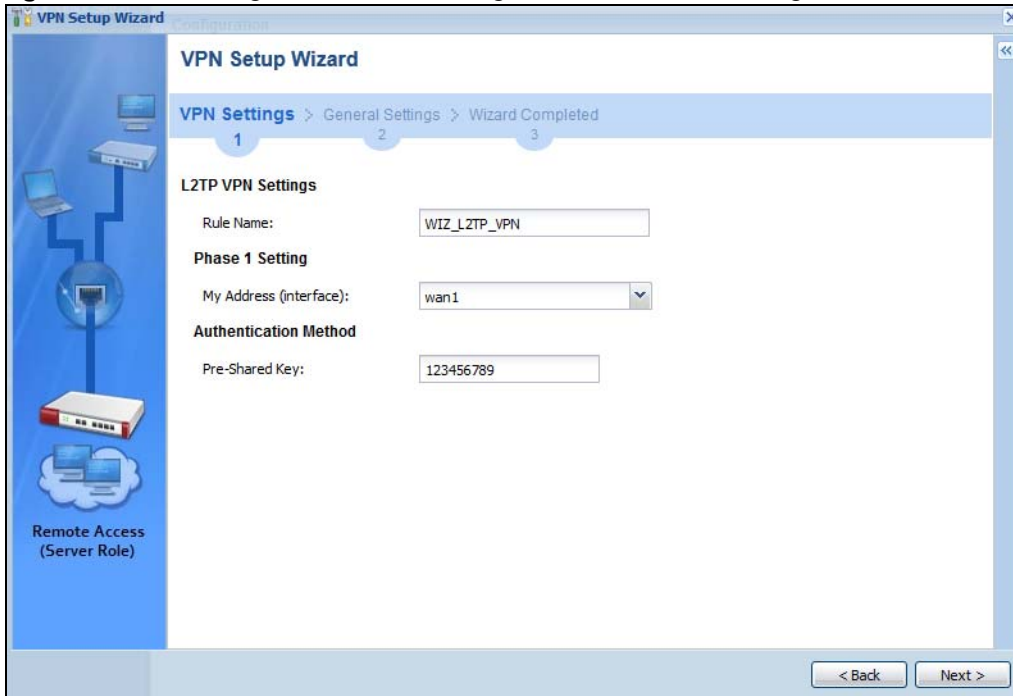 VPN Setup Wizard
Configuration
VPN Setup Wizard
VPN Settings > General Settings > Wizard Completed
1 2 3
L2TP VPN Settings
Rule Name: WIZ_L2TP_VPN
Phase 1 Setting
My Address (interface): wan1
Authentication Method
Pre-Shared Key: 123456789
Remote Access
(Server Role)
< Back Next >